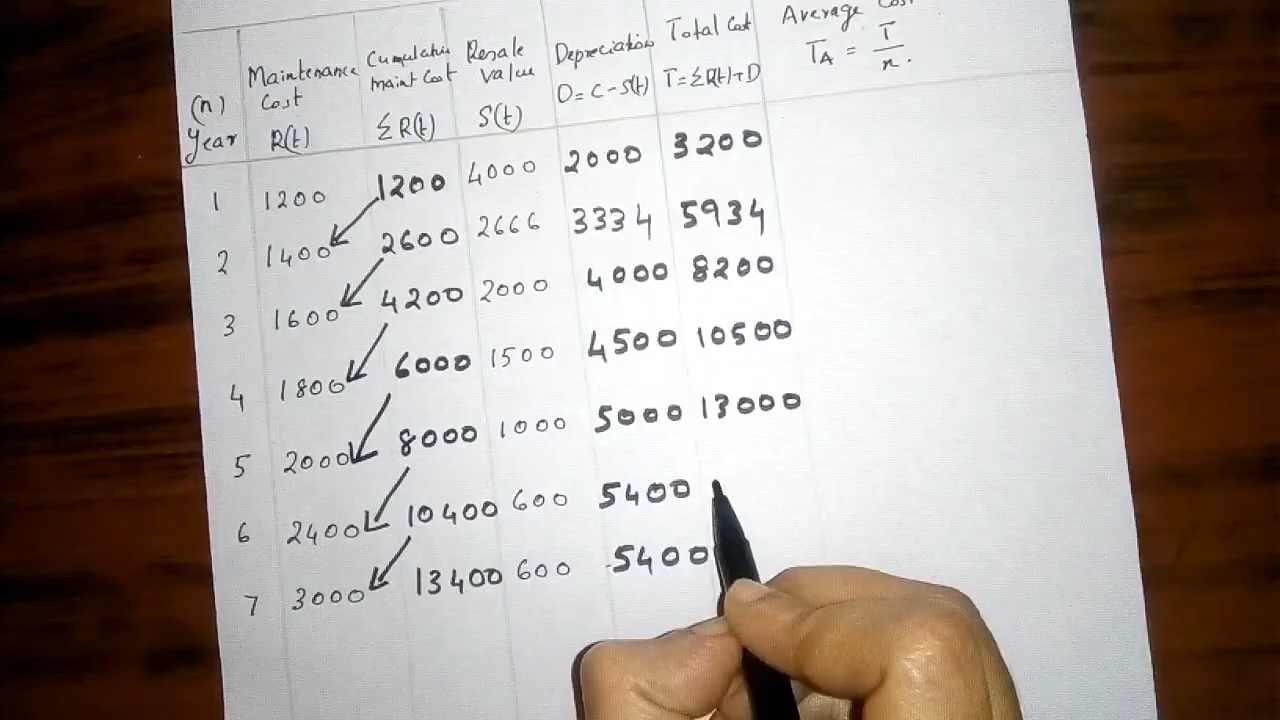 (n) Year
Maintenance Cost R(t)
Cumulative maint Cost ΣR(t)
Resale value S(t)
Depreciation D = C - S(t)
Total Cost T = ΣR(t)+D
Average Cost T_A = T/n.
1 1200 1200 4000 2000 3200
2 1400 2600 2666 3334 5934
3 1600 4200 2000 4000 8200
4 1800 6000 1500 4500 10500
5 2000 8000 1000 5000 13000
6 2400 10400 600 5400
7 3000 13400 600 5400